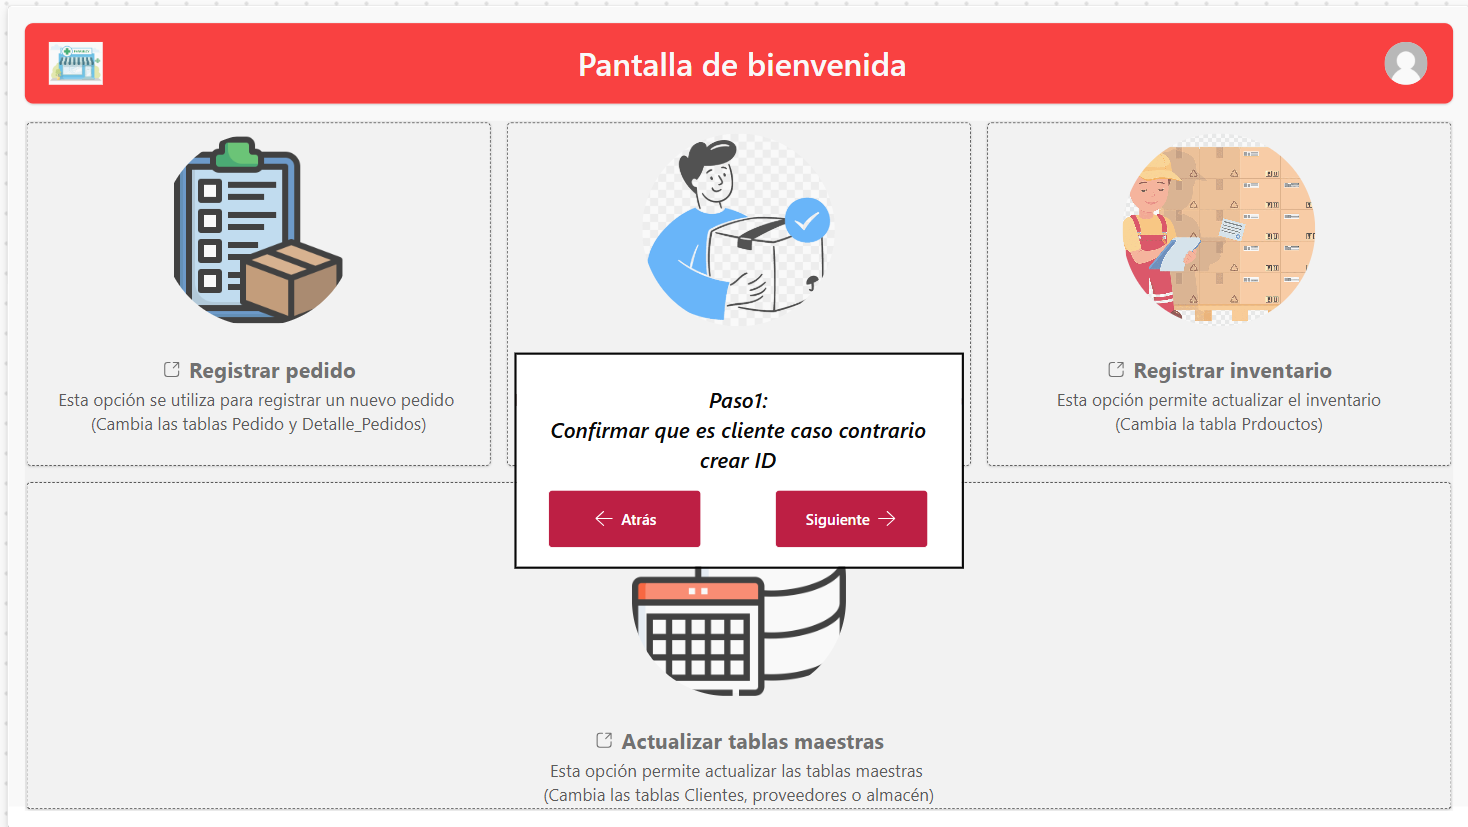 Pantalla de bienvenida
Registrar pedido
Esta opción se utiliza para registrar un nuevo pedido
(Cambia las tablas Pedido y Detalle_Pedidos)
Registrar inventario
Esta opción permite actualizar el inventario
(Cambia la tabla Prdouctos)
Paso1:
Confirmar que es cliente caso contrario
crear ID
Atrás
Siguiente
Actualizar tablas maestras
Esta opción permite actualizar las tablas maestras
(Cambia las tablas Clientes, proveedores o almacén)